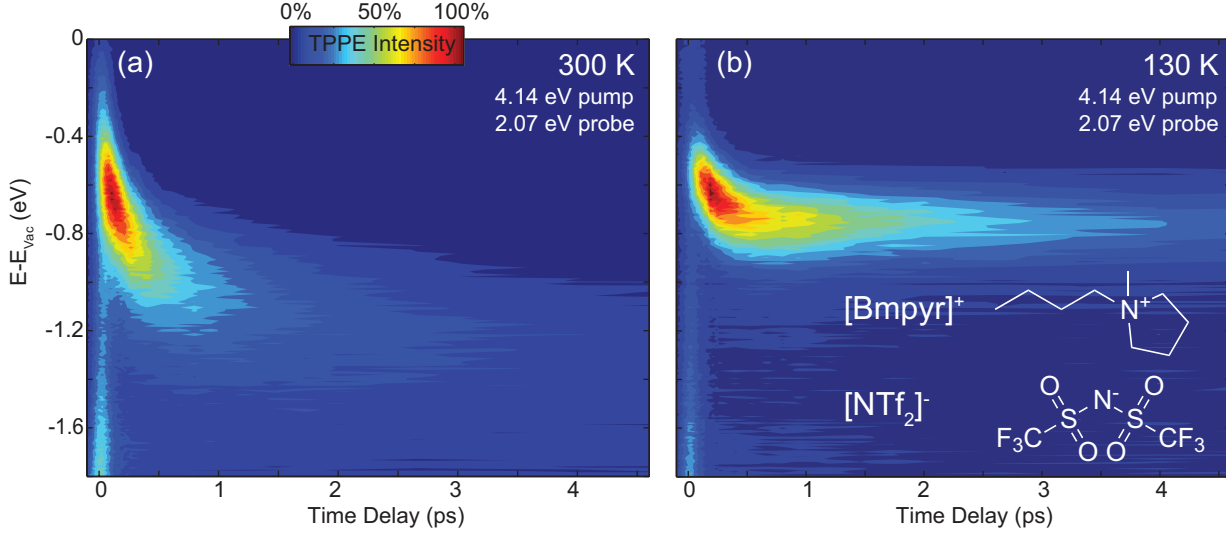 0% 50% 100%
TPPE Intensity
(a)
300 K
4.14 eV pump
2.07 eV probe
(b)
130 K
4.14 eV pump
2.07 eV probe
0
-0.4
-0.8
-1.2
-1.6
E-E_Vac (eV)
[Bmpyr]+
N+
[NTf2]-
O N- O
S S
F3C O O CF3
0 1 2 3 4
Time Delay (ps)
0 1 2 3 4
Time Delay (ps)